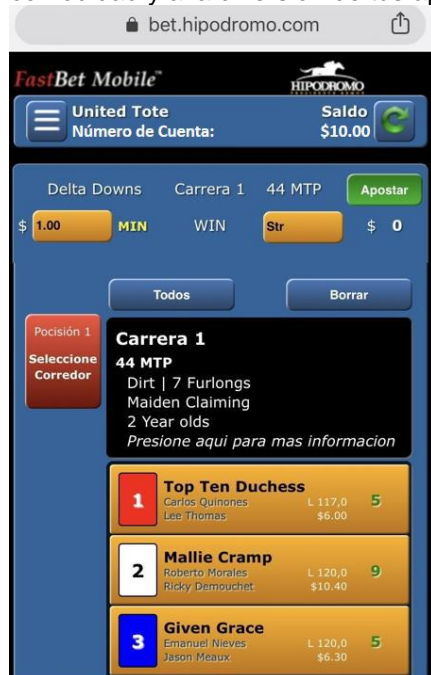 bet.hipodromo.com
FastBet Mobile™
HIPODROMO
PRESIDENTE REMON
United Tote
Número de Cuenta:
Saldo
$10.00
Delta Downs Carrera 1 44 MTP Apostar
$ 1.00 MIN WIN Str $ 0
Todos Borrar
Pocisión 1
Seleccione
Corredor
Carrera 1
44 MTP
Dirt | 7 Furlongs
Maiden Claiming
2 Year olds
Presione aqui para mas informacion
1 Top Ten Duchess
Carlos Quinones L 117,0 5
Lee Thomas $6.00
2 Mallie Cramp
Roberto Morales L 120,0 9
Ricky Demouchet $10.40
3 Given Grace
Emanuel Nieves L 120,0 5
Jason Meaux $6.30